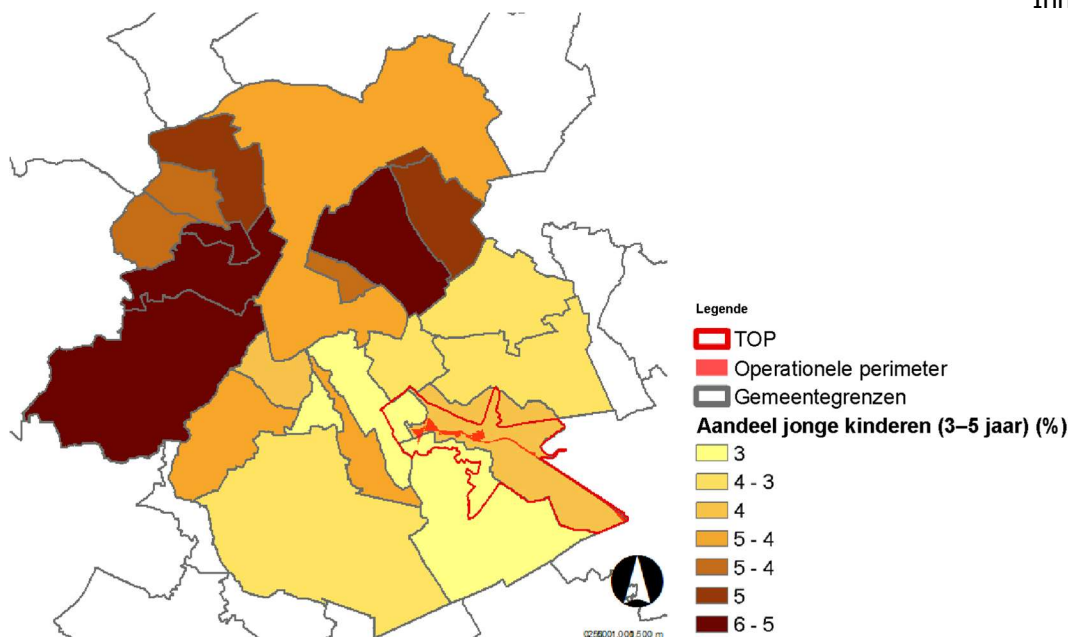 Legende
TOP
Operationele perimeter
Gemeentegrenzen
Aandeel jonge kinderen (3–5 jaar) (%)
3
4 - 3
4
5 - 4
5 - 4
5
6 - 5